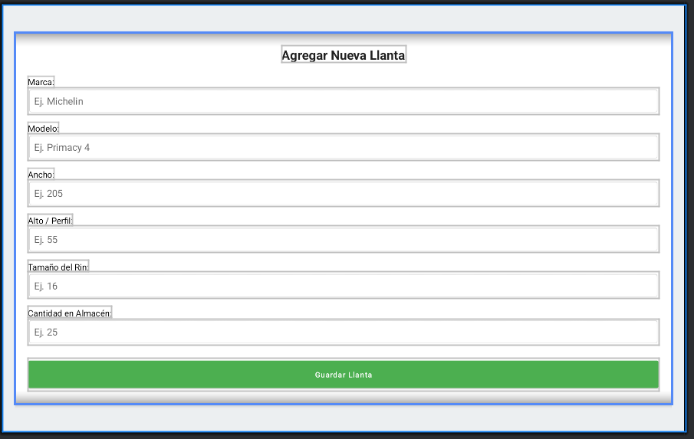 Agregar Nueva Llanta
Marca:
Ej. Michelin
Modelo:
Ej. Primacy 4
Ancho:
Ej. 205
Alto / Perfil:
Ej. 55
Tamaño del Rin:
Ej. 16
Cantidad en Almacén:
Ej. 25
Guardar Llanta